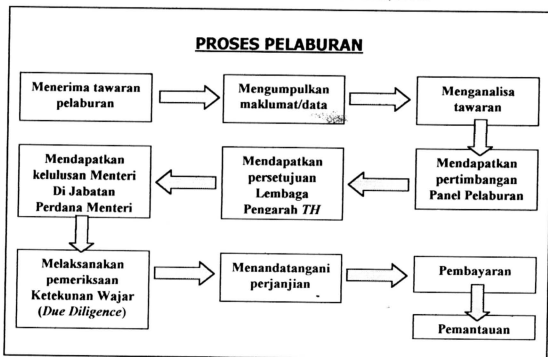 PROSES PELABURAN
Menerima tawaran
pelaburan
Mengumpulkan
maklumat/data
Menganalisa
tawaran
Mendapatkan
pertimbangan
Panel Pelaburan
Mendapatkan
persetujuan
Lembaga
Pengarah TH
Mendapatkan
kelulusan Menteri
Di Jabatan
Perdana Menteri
Melaksanakan
pemeriksaan
Ketekunan Wajar
(Due Diligence)
Menandatangani
perjanjian
Pembayaran
Pemantauan